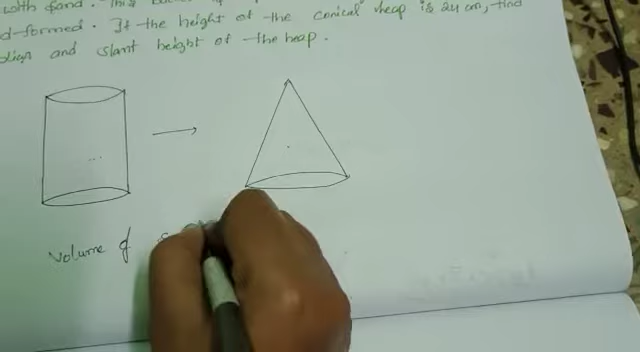 with sand. This
d-formed. If the height of the conical heap is 24 cm, find
and slant height of the heap.
Volume of